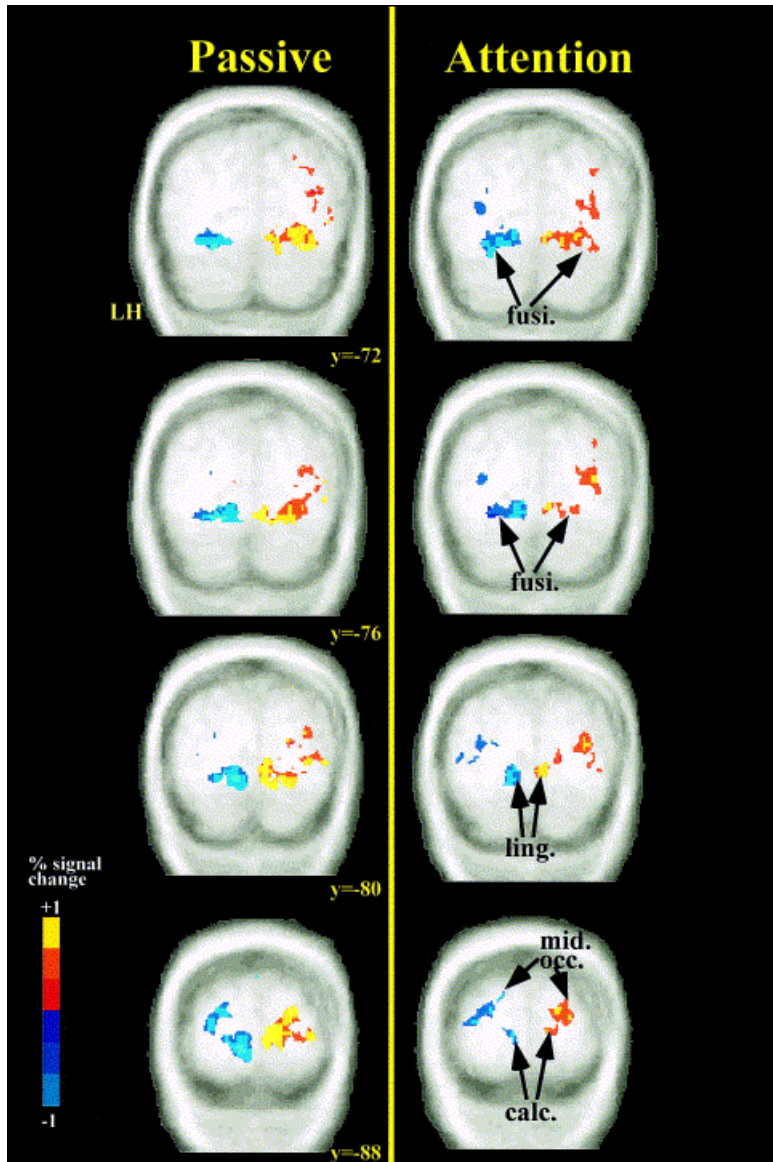 Passive Attention
LH
fusi.
y=-72
fusi.
y=-76
ling.
% signal
change
y=-80
+1
mid.
occ.
-1
calc.
y=-88